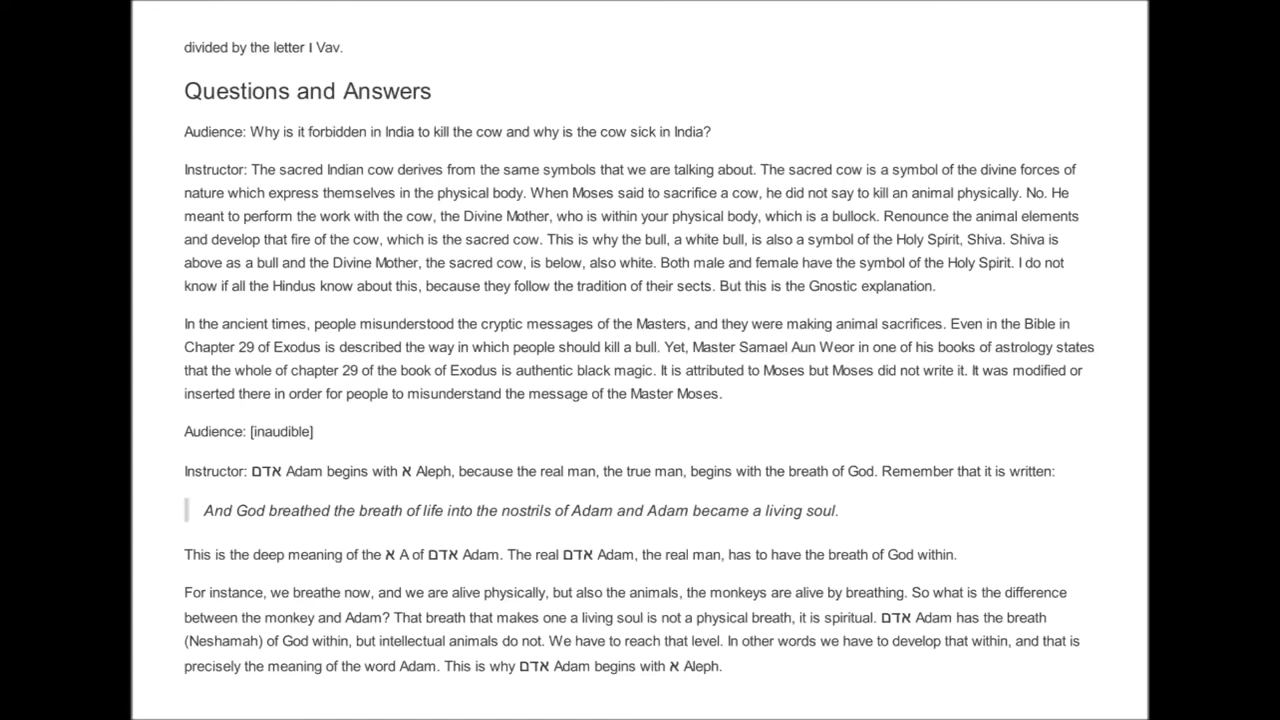 divided by the letter ו Vav.
Questions and Answers
Audience: Why is it forbidden in India to kill the cow and why is the cow sick in India?
Instructor: The sacred Indian cow derives from the same symbols that we are talking about. The sacred cow is a symbol of the divine forces of
nature which express themselves in the physical body. When Moses said to sacrifice a cow, he did not say to kill an animal physically. No. He
meant to perform the work with the cow, the Divine Mother, who is within your physical body, which is a bullock. Renounce the animal elements
and develop that fire of the cow, which is the sacred cow. This is why the bull, a white bull, is also a symbol of the Holy Spirit, Shiva. Shiva is
above as a bull and the Divine Mother, the sacred cow, is below, also white. Both male and female have the symbol of the Holy Spirit. I do not
know if all the Hindus know about this, because they follow the tradition of their sects. But this is the Gnostic explanation.
In the ancient times, people misunderstood the cryptic messages of the Masters, and they were making animal sacrifices. Even in the Bible in
Chapter 29 of Exodus is described the way in which people should kill a bull. Yet, Master Samael Aun Weor in one of his books of astrology states
that the whole of chapter 29 of the book of Exodus is authentic black magic. It is attributed to Moses but Moses did not write it. It was modified or
inserted there in order for people to misunderstand the message of the Master Moses.
Audience: [inaudible]
Instructor: אדם Adam begins with א Aleph, because the real man, the true man, begins with the breath of God. Remember that it is written:
And God breathed the breath of life into the nostrils of Adam and Adam became a living soul.
This is the deep meaning of the א A of אדם Adam. The real אדם Adam, the real man, has to have the breath of God within.
For instance, we breathe now, and we are alive physically, but also the animals, the monkeys are alive by breathing. So what is the difference
between the monkey and Adam? That breath that makes one a living soul is not a physical breath, it is spiritual. אדם Adam has the breath
(Neshamah) of God within, but intellectual animals do not. We have to reach that level. In other words we have to develop that within, and that is
precisely the meaning of the word Adam. This is why אדם Adam begins with א Aleph.